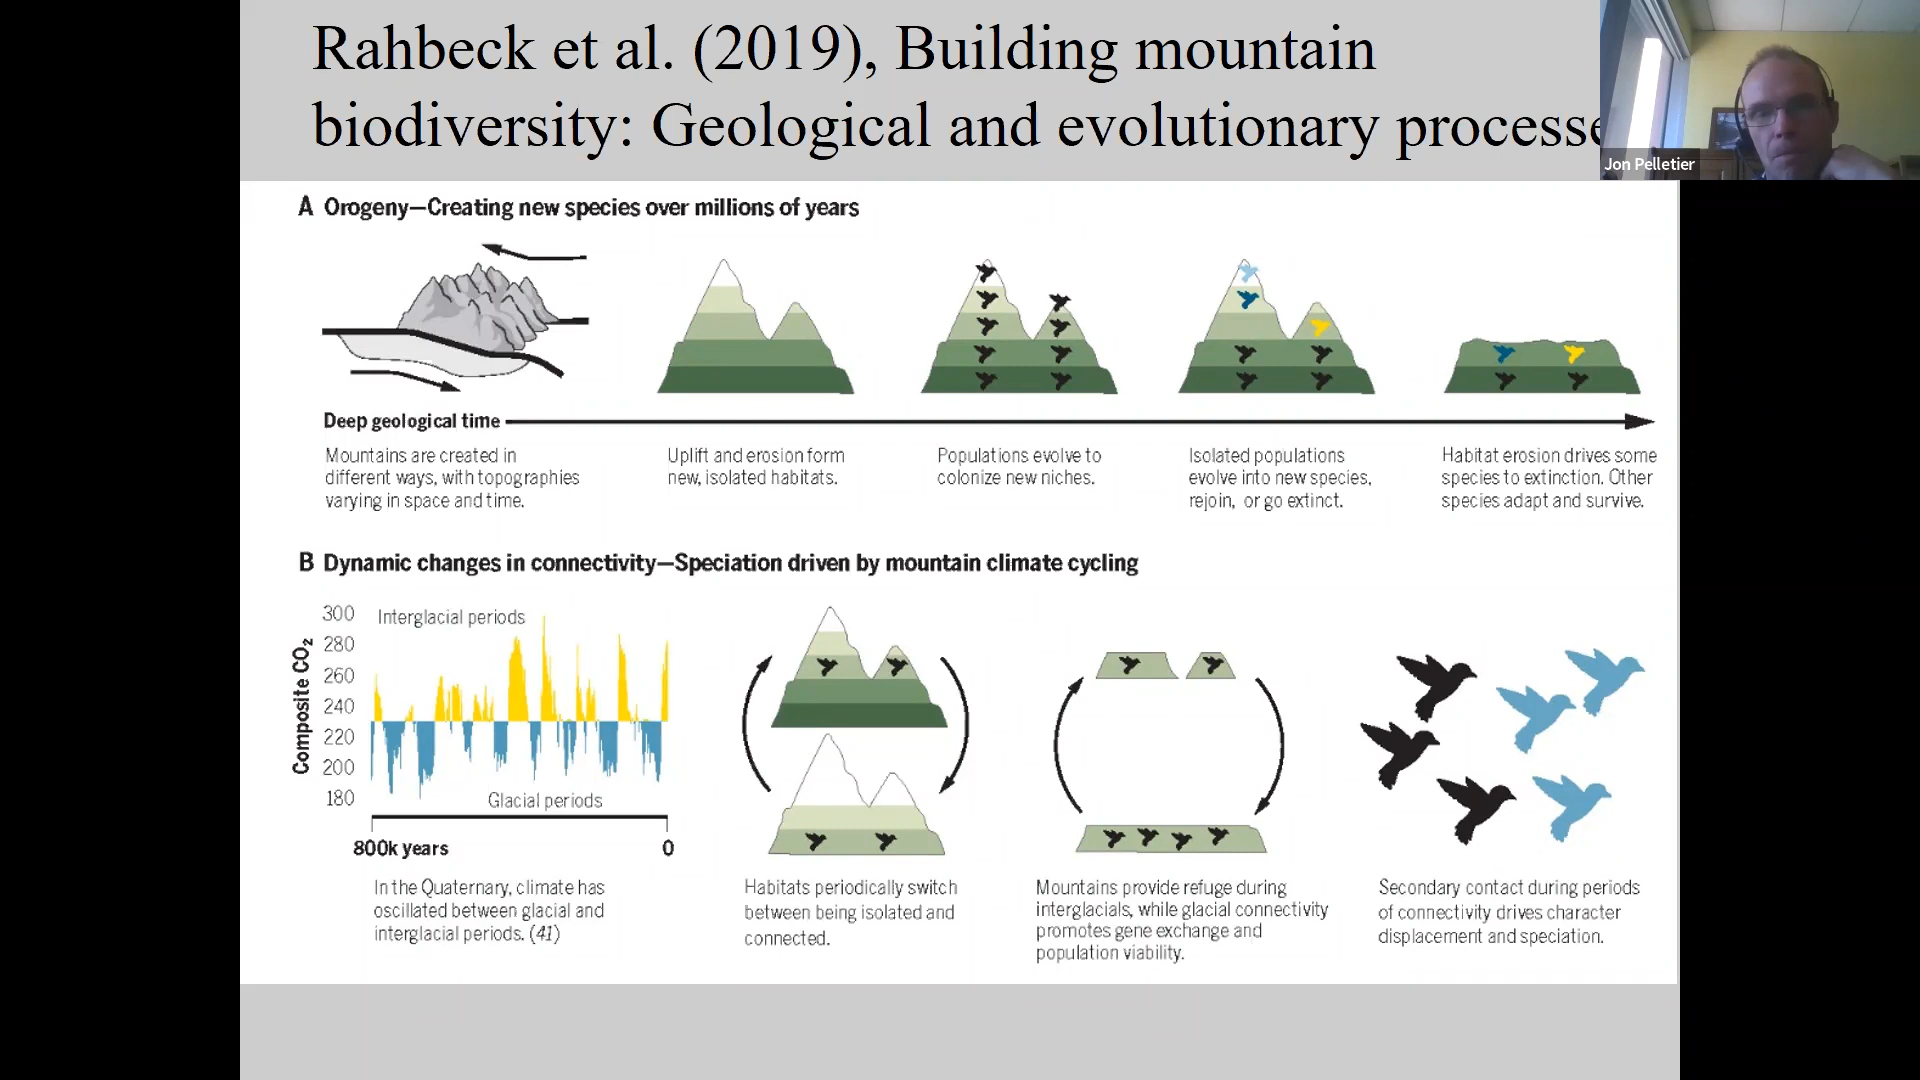 Rahbeck et al. (2019), Building mountain
biodiversity: Geological and evolutionary processe
Jon Pelletier
A Orogeny—Creating new species over millions of years
Deep geological time
Mountains are created in
different ways, with topographies
varying in space and time.
Uplift and erosion form
new, isolated habitats.
Populations evolve to
colonize new niches.
Isolated populations
evolve into new species,
rejoin, or go extinct.
Habitat erosion drives some
species to extinction. Other
species adapt and survive.
B Dynamic changes in connectivity—Speciation driven by mountain climate cycling
Composite CO₂
300
280
260
240
220
200
180
Interglacial periods
Glacial periods
800k years
0
In the Quaternary, climate has
oscillated between glacial and
interglacial periods. (41)
Habitats periodically switch
between being isolated and
connected.
Mountains provide refuge during
interglacials, while glacial connectivity
promotes gene exchange and
population viability.
Secondary contact during periods
of connectivity drives character
displacement and speciation.